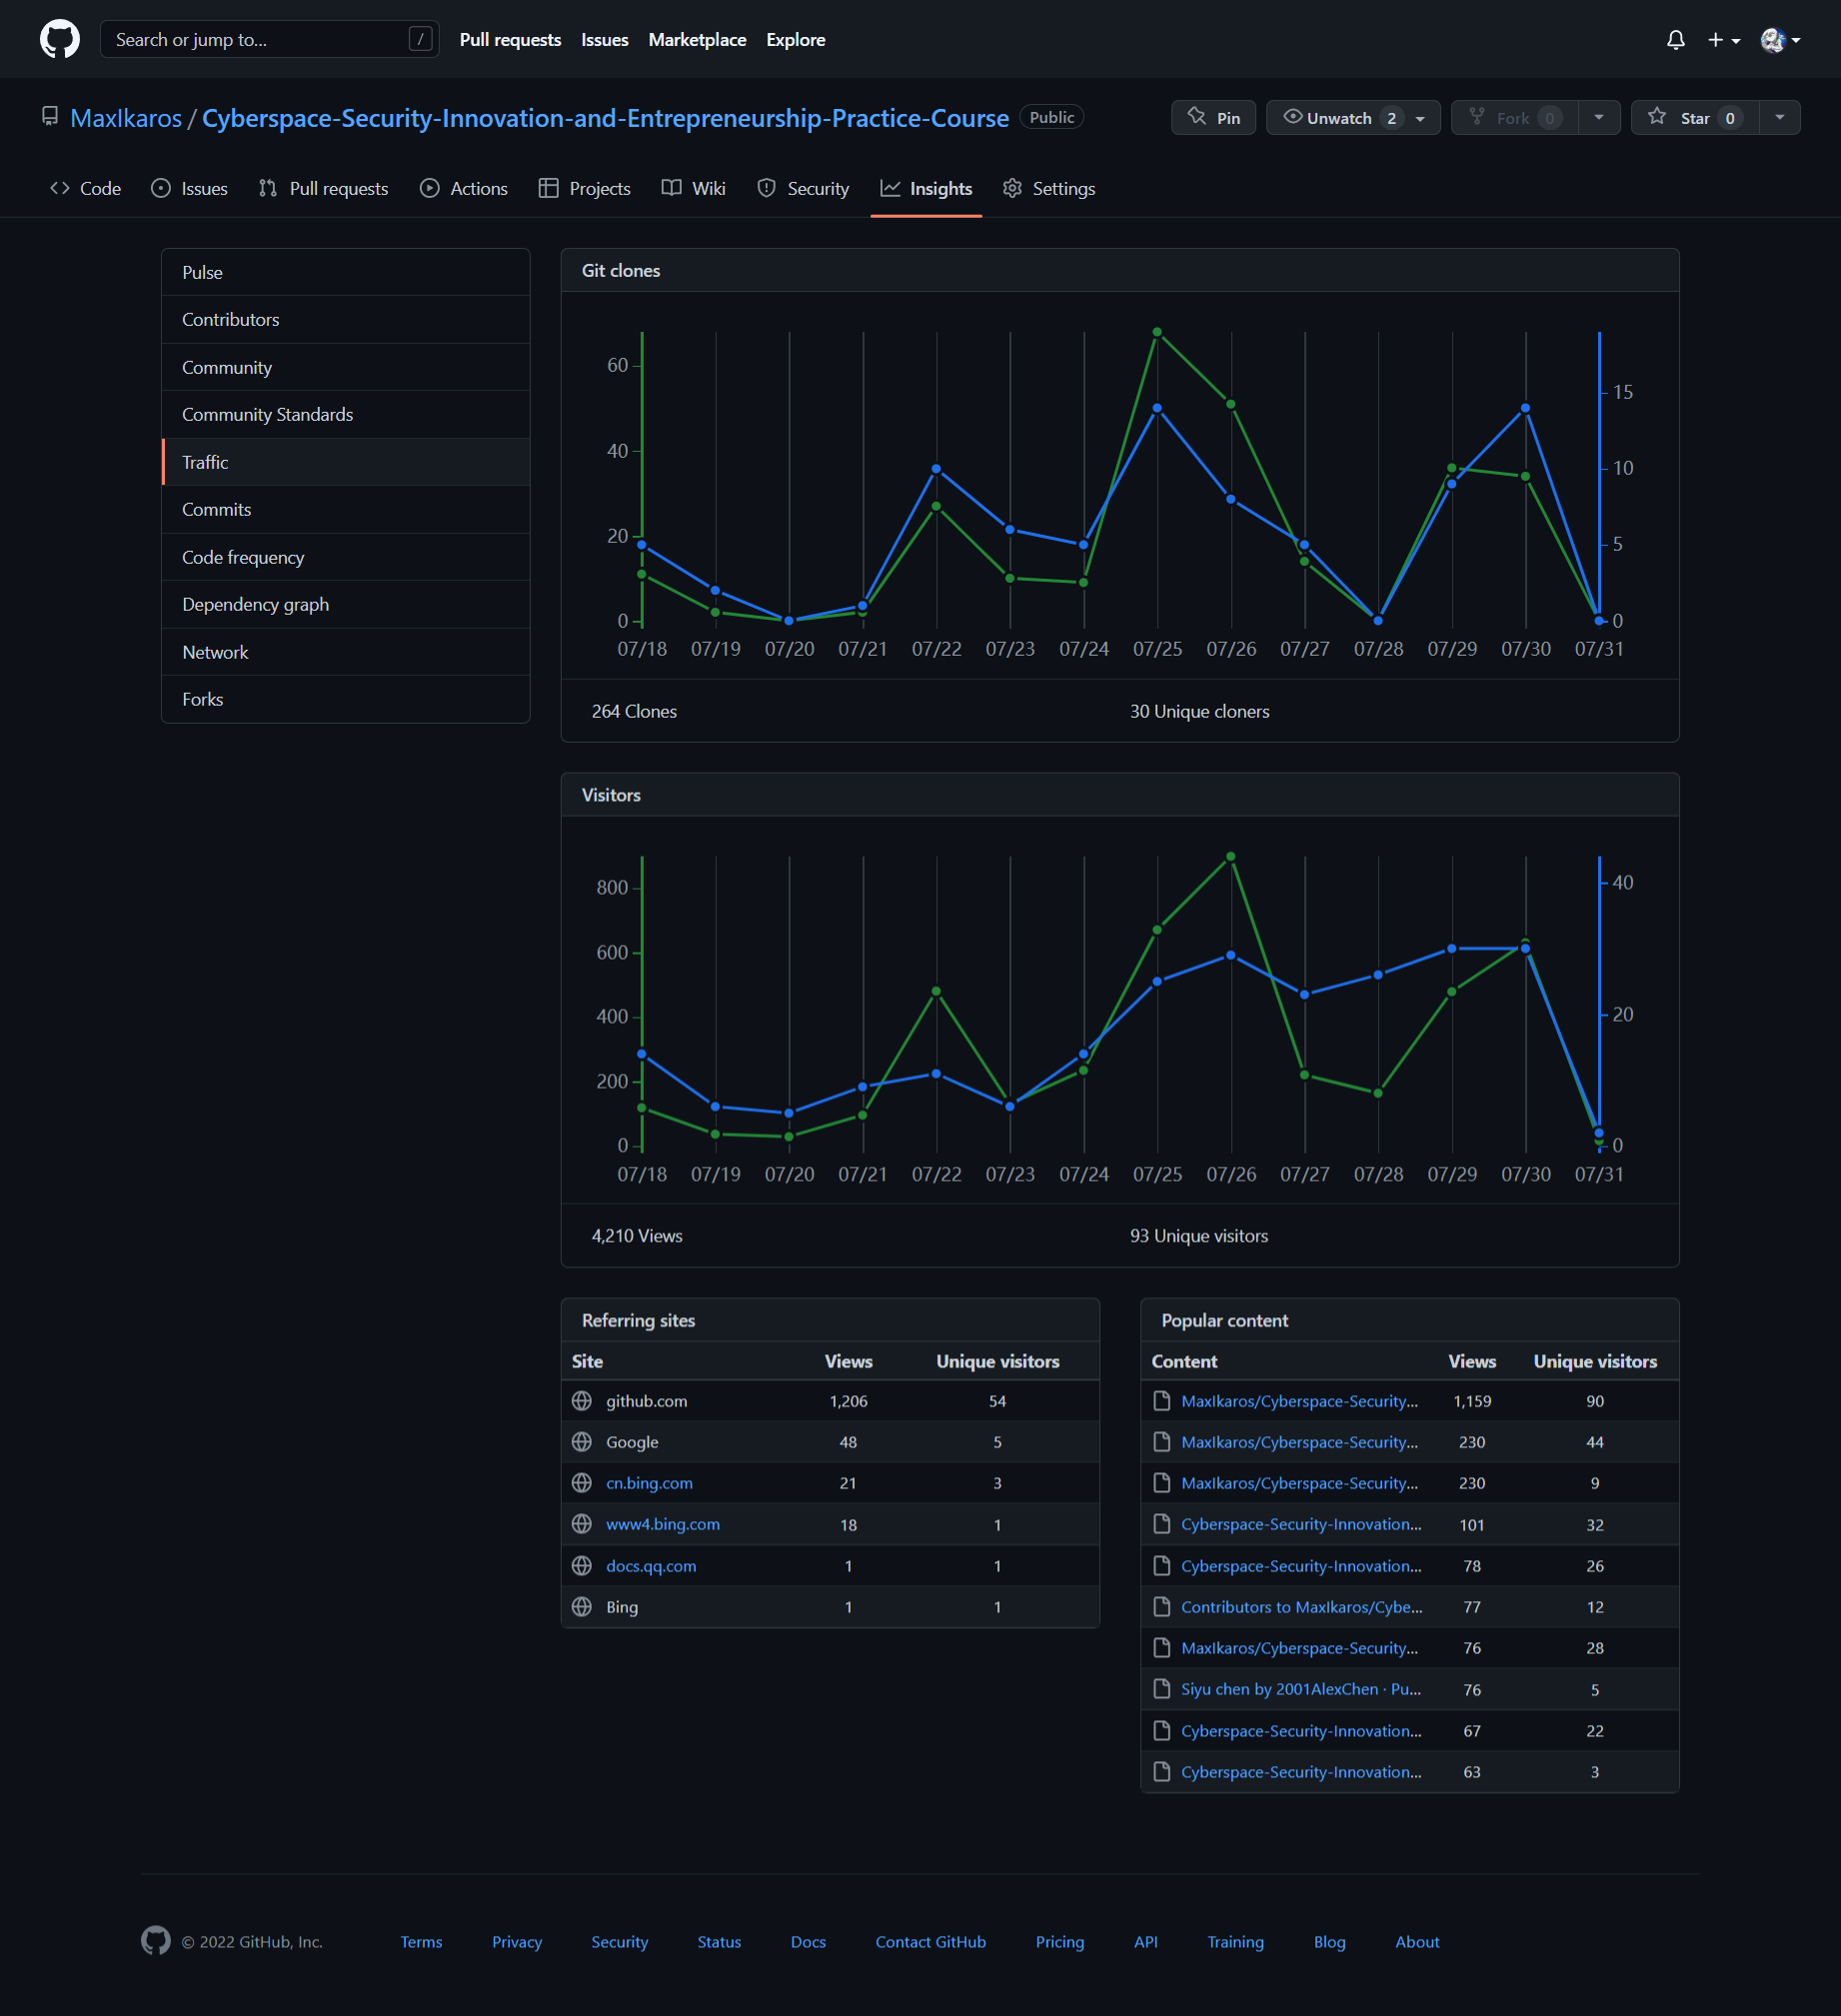 Search or jump to... /
Pull requests Issues Marketplace Explore
MaxIkaros / Cyberspace-Security-Innovation-and-Entrepreneurship-Practice-Course Public
Pin Unwatch 2 Fork 0 Star 0
Code Issues Pull requests Actions Projects Wiki Security Insights Settings
Pulse
Contributors
Community
Community Standards
Traffic
Commits
Code frequency
Dependency graph
Network
Forks
Git clones
60
40
20
0
15
10
5
0
07/18 07/19 07/20 07/21 07/22 07/23 07/24 07/25 07/26 07/27 07/28 07/29 07/30 07/31
264 Clones 30 Unique cloners
Visitors
800
600
400
200
0
40
20
0
07/18 07/19 07/20 07/21 07/22 07/23 07/24 07/25 07/26 07/27 07/28 07/29 07/30 07/31
4,210 Views 93 Unique visitors
Referring sites
Site Views Unique visitors
github.com 1,206 54
Google 48 5
cn.bing.com 21 3
www4.bing.com 18 1
docs.qq.com 1 1
Bing 1 1
Popular content
Content Views Unique visitors
MaxIkaros/Cyberspace-Security... 1,159 90
MaxIkaros/Cyberspace-Security... 230 44
MaxIkaros/Cyberspace-Security... 230 9
Cyberspace-Security-Innovation... 101 32
Cyberspace-Security-Innovation... 78 26
Contributors to MaxIkaros/Cybe... 77 12
MaxIkaros/Cyberspace-Security... 76 28
Siyu chen by 2001AlexChen · Pu... 76 5
Cyberspace-Security-Innovation... 67 22
Cyberspace-Security-Innovation... 63 3
© 2022 GitHub, Inc. Terms Privacy Security Status Docs Contact GitHub Pricing API Training Blog About